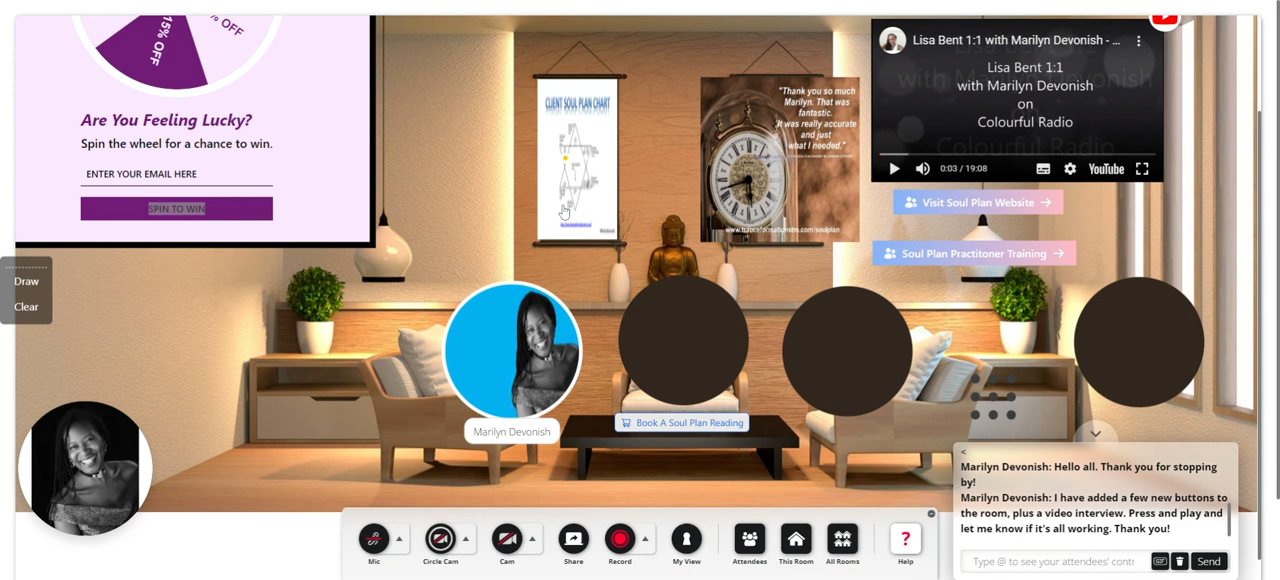 15% OFF
% OFF
Are You Feeling Lucky?
Spin the wheel for a chance to win.
ENTER YOUR EMAIL HERE
SPIN TO WIN
CLIENT SOUL PLAN CHART
"Thank you so much
Marilyn. That was
fantastic.
It was really accurate
and just
what I needed."
www.tranceformationstm.com/soulplan
Lisa Bent 1:1 with Marilyn Devonish - ...
Lisa Bent 1:1
with Marilyn Devonish
on
Colourful Radio
0:03 / 19:08
YouTube
Visit Soul Plan Website →
Soul Plan Practitoner Training →
Draw
Clear
Marilyn Devonish
Book A Soul Plan Reading
<
Marilyn Devonish: Hello all. Thank you for stopping
by!
Marilyn Devonish: I have added a few new buttons to
the room, plus a video interview. Press and play and
let me know if it's all working. Thank you!
Type @ to see your attendees' contr
GIF
Send
Mic
Circle Cam
Cam
Share
Record
My View
Attendees
This Room
All Rooms
?
Help